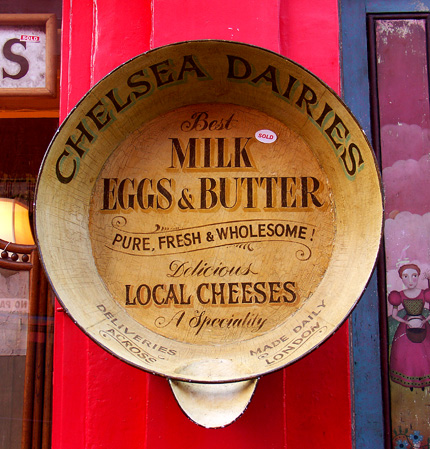 S
SOLD
CHELSEA DAIRIES
Best
SOLD
MILK
EGGS & BUTTER
PURE, FRESH & WHOLESOME!
Delicious
LOCAL CHEESES
A Speciality
DELIVERIES
ACROSS
MADE DAILY
LONDON